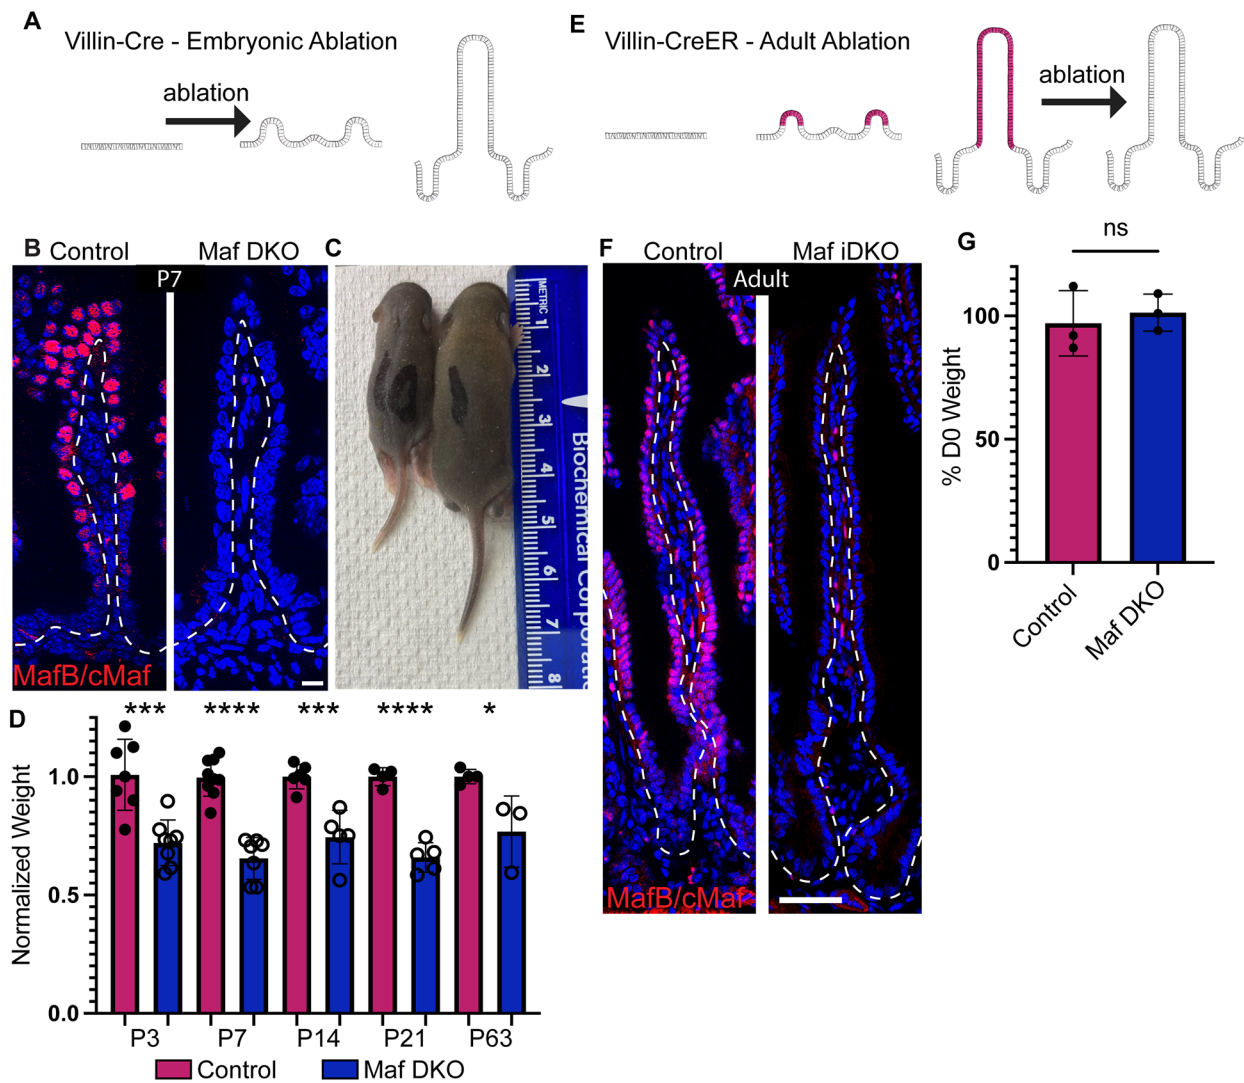 A
Villin-Cre - Embryonic Ablation
ablation
E
Villin-CreER - Adult Ablation
ablation
B
Control
Maf DKO
P7
MafB/cMaf
C
METRIC
1
2
3
4
5
6
7
8
Biochemical Corporatio
D
*** **** *** **** *
Normalized Weight
1.0
0.5
0.0
P3 P7 P14 P21 P63
Control Maf DKO
F
Control
Maf iDKO
Adult
MafB/cMaf
G
ns
% D0 Weight
100
50
0
Control
Maf DKO